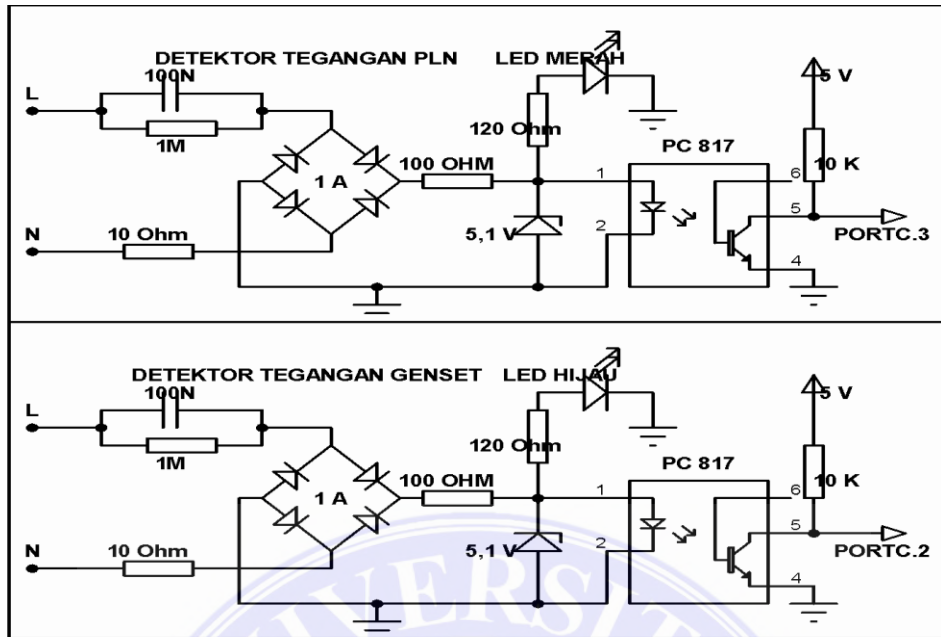 DETEKTOR TEGANGAN PLN LED MERAH
100N
5 V
L
120 Ohm
PC 817
1M
100 OHM
10 K
1 A
1
6
5
N
10 Ohm
5,1 V
2
PORTC.3
4
DETEKTOR TEGANGAN GENSET LED HIJAU
100N
5 V
L
120 Ohm
PC 817
1M
100 OHM
10 K
1 A
1
6
5
N
10 Ohm
5,1 V
2
PORTC.2
4
IVERSIT